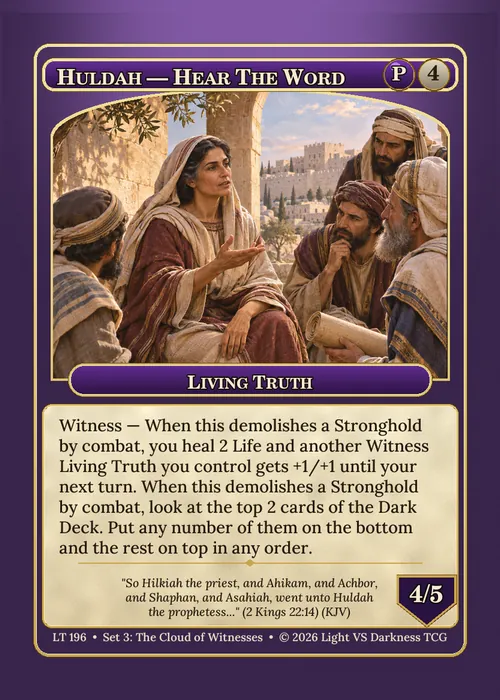 Huldah — Hear The Word P 4
Living Truth
Witness — When this demolishes a Stronghold
by combat, you heal 2 Life and another Witness
Living Truth you control gets +1/+1 until your
next turn. When this demolishes a Stronghold
by combat, look at the top 2 cards of the Dark
Deck. Put any number of them on the bottom
and the rest on top in any order.
"So Hilkiah the priest, and Ahikam, and Achbor,
and Shaphan, and Asahiah, went unto Huldah
the prophetess..." (2 Kings 22:14) (KJV)
4/5
LT 196 • Set 3: The Cloud of Witnesses • © 2026 Light VS Darkness TCG